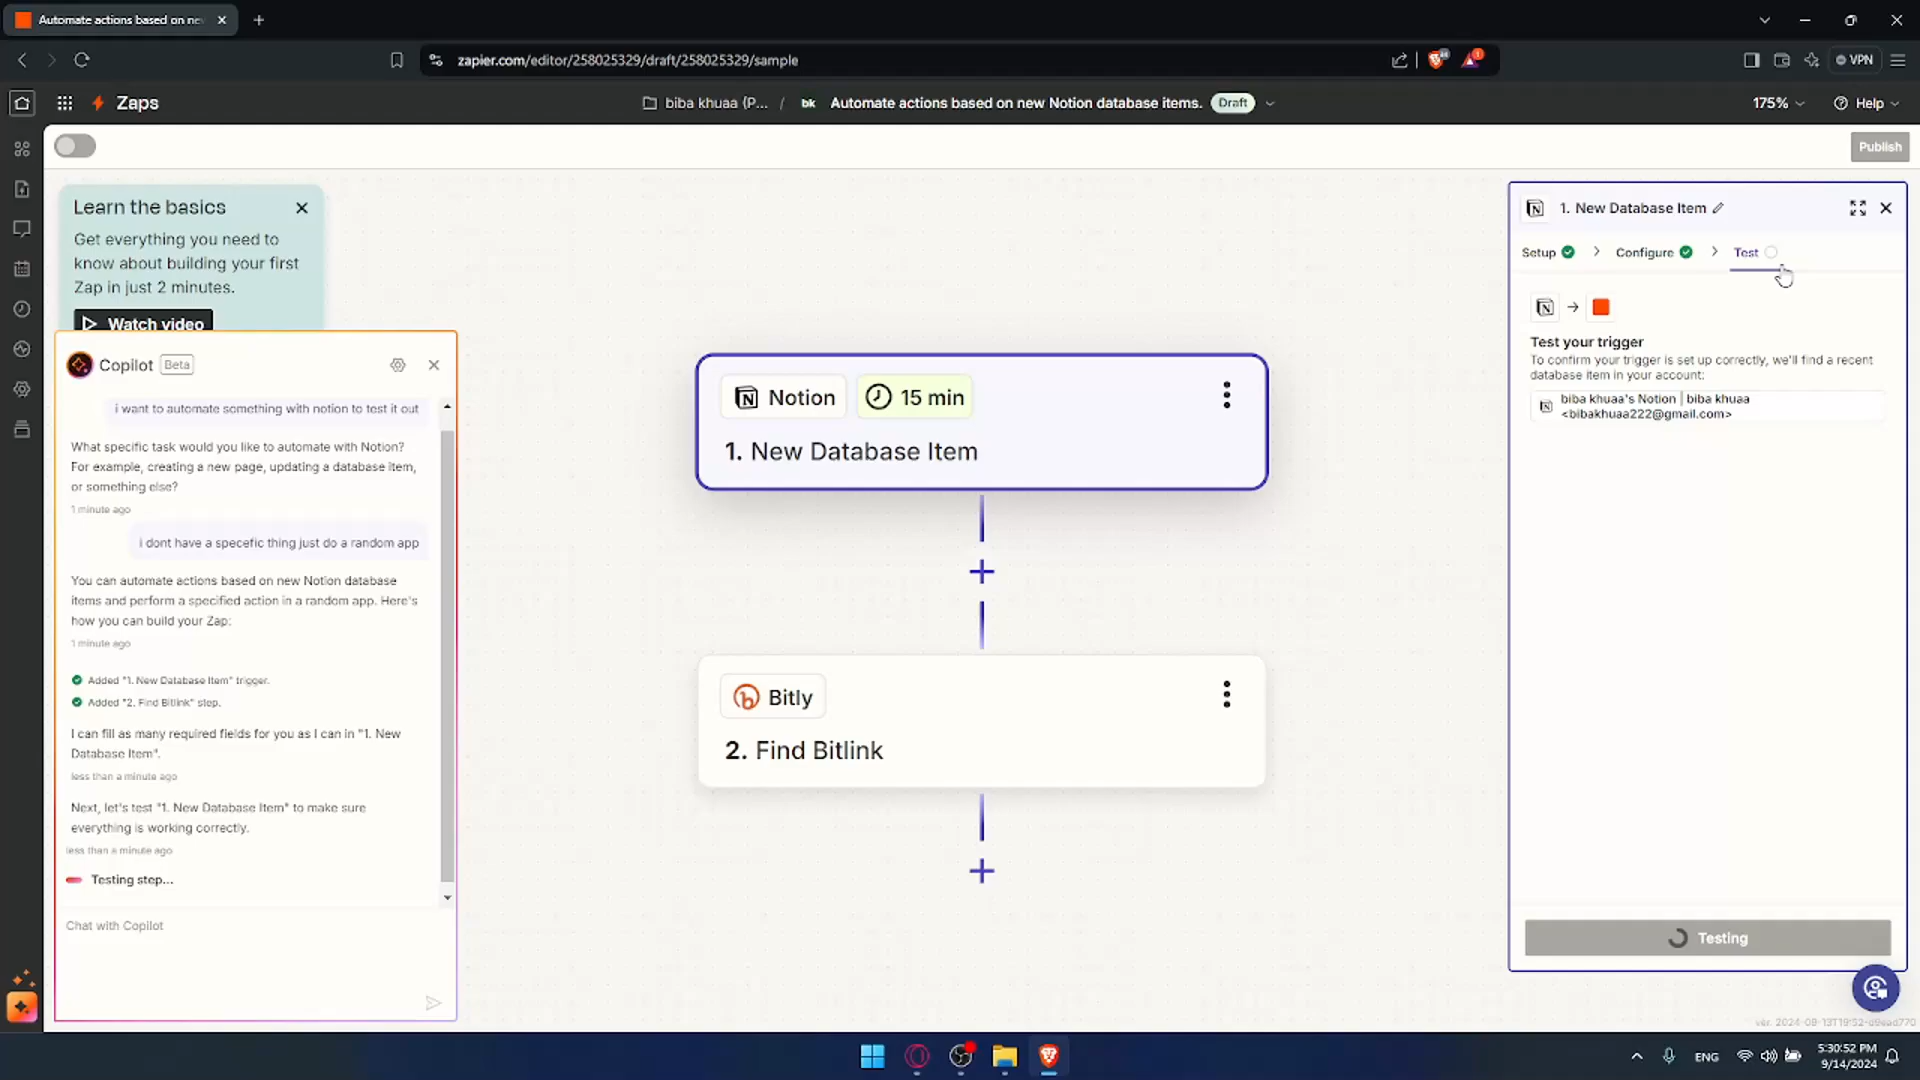 Automate actions based on ne
zapier.com/editor/258025329/draft/258025329/sample
VPN
Zaps
biba khuaa (P... / bk Automate actions based on new Notion database items. Draft
175%
Help
Publish
Learn the basics
Get everything you need to
know about building your first
Zap in just 2 minutes.
Watch video
Copilot Beta
i want to automate something with notion to test it out
What specific task would you like to automate with Notion?
For example, creating a new page, updating a database item,
or something else?
1 minute ago
i dont have a specefic thing just do a random app
You can automate actions based on new Notion database
items and perform a specified action in a random app. Here's
how you can build your Zap:
1 minute ago
Added "1. New Database Item" trigger.
Added "2. Find Bitlink" step.
I can fill as many required fields for you as I can in "1. New
Database Item".
less than a minute ago
Next, let's test "1. New Database Item" to make sure
everything is working correctly.
less than a minute ago
Testing step...
Chat with Copilot
Notion
15 min
1. New Database Item
Bitly
2. Find Bitlink
1. New Database Item
Setup
Configure
Test
Test your trigger
To confirm your trigger is set up correctly, we'll find a recent
database item in your account:
biba khuaa's Notion | biba khuaa
<bibakhuaa222@gmail.com>
Testing
ENG
5:30:52 PM
9/14/2024